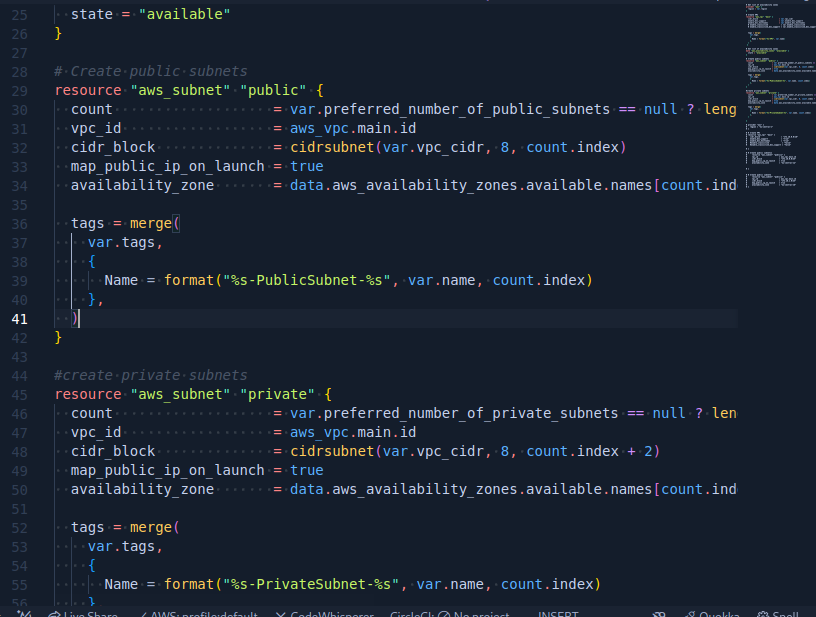 25 state = "available"
26 }
27
28 # Create public subnets
29 resource "aws_subnet" "public" {
30 count = var.preferred_number_of_public_subnets == null ? leng
31 vpc_id = aws_vpc.main.id
32 cidr_block = cidrsubnet(var.vpc_cidr, 8, count.index)
33 map_public_ip_on_launch = true
34 availability_zone = data.aws_availability_zones.available.names[count.ind
35
36 tags = merge(
37 var.tags,
38 {
39 Name = format("%s-PublicSubnet-%s", var.name, count.index)
40 },
41 )
42 }
43
44 #create private subnets
45 resource "aws_subnet" "private" {
46 count = var.preferred_number_of_private_subnets == null ? len
47 vpc_id = aws_vpc.main.id
48 cidr_block = cidrsubnet(var.vpc_cidr, 8, count.index + 2)
49 map_public_ip_on_launch = true
50 availability_zone = data.aws_availability_zones.available.names[count.ind
51
52 tags = merge(
53 var.tags,
54 {
55 Name = format("%s-PrivateSubnet-%s", var.name, count.index)
56 }
Live Share AWS: profile:default CodeWhisperer CircleCI: No project INSERT Quokka Spell